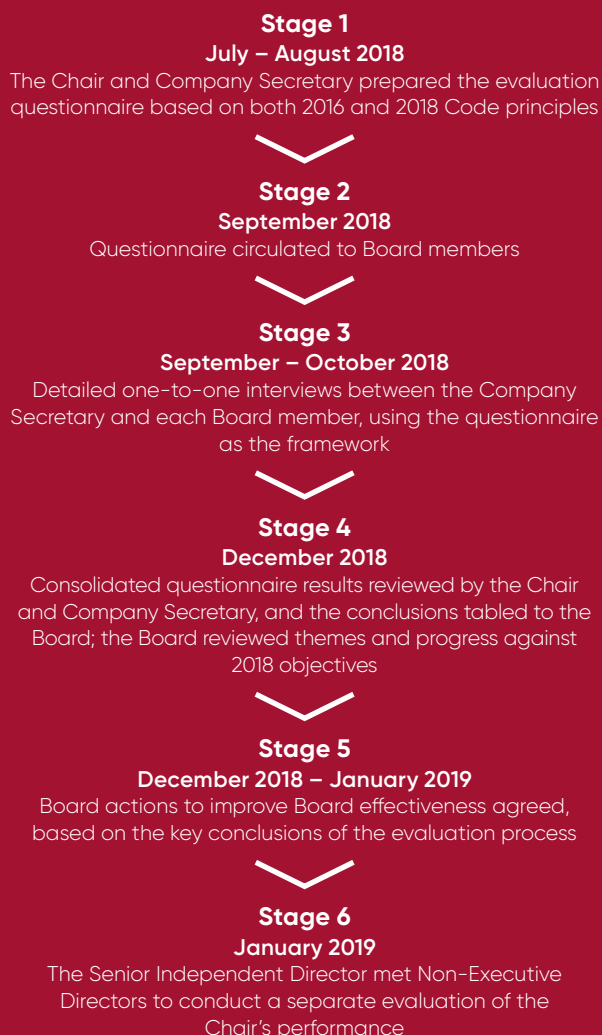 Stage 1
July – August 2018
The Chair and Company Secretary prepared the evaluation
questionnaire based on both 2016 and 2018 Code principles
Stage 2
September 2018
Questionnaire circulated to Board members
Stage 3
September – October 2018
Detailed one-to-one interviews between the Company
Secretary and each Board member, using the questionnaire
as the framework
Stage 4
December 2018
Consolidated questionnaire results reviewed by the Chair
and Company Secretary, and the conclusions tabled to the
Board; the Board reviewed themes and progress against
2018 objectives
Stage 5
December 2018 – January 2019
Board actions to improve Board effectiveness agreed,
based on the key conclusions of the evaluation process
Stage 6
January 2019
The Senior Independent Director met Non-Executive
Directors to conduct a separate evaluation of the
Chair's performance